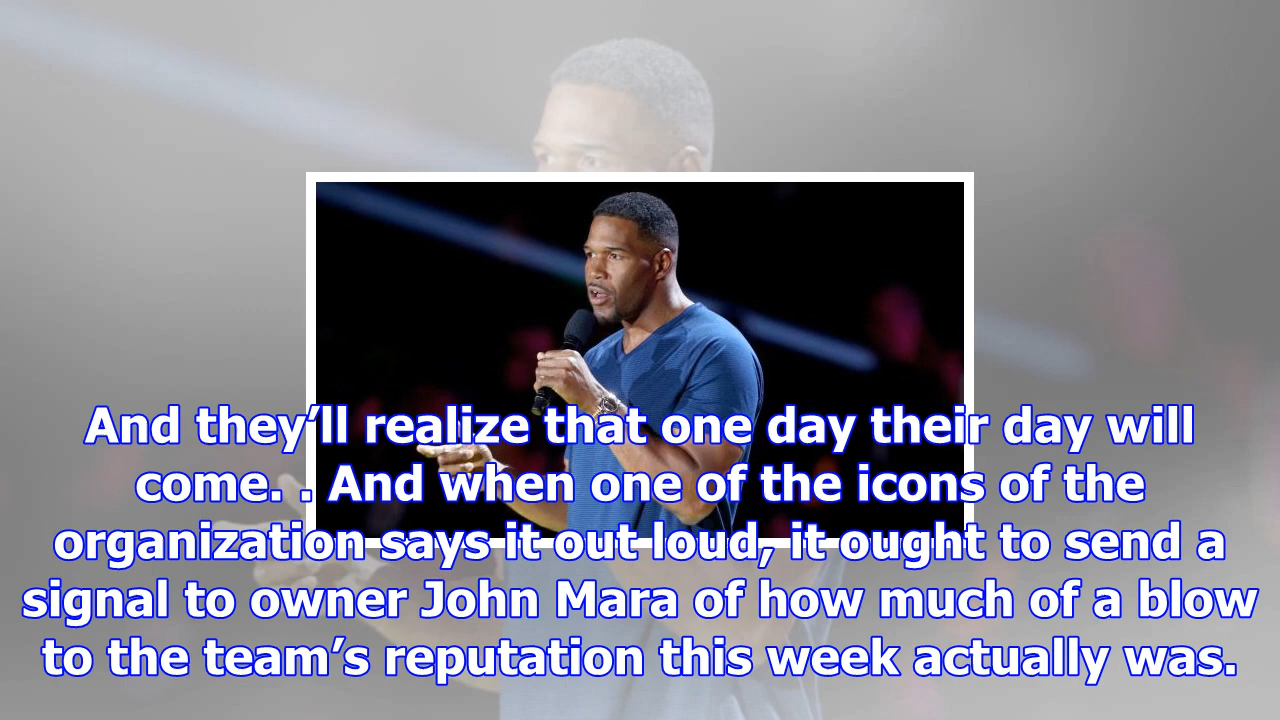 And they’ll realize that one day their day will
come. . And when one of the icons of the
organization says it out loud, it ought to send a
signal to owner John Mara of how much of a blow
to the team’s reputation this week actually was.